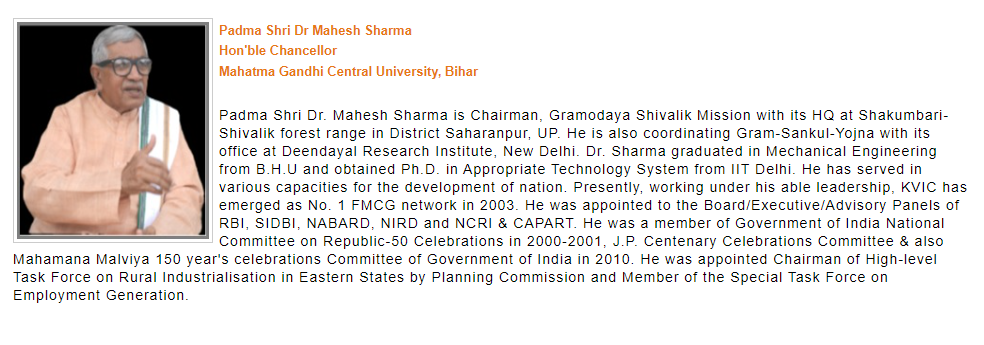 Padma Shri Dr Mahesh Sharma
Hon'ble Chancellor
Mahatma Gandhi Central University, Bihar
Padma Shri Dr. Mahesh Sharma is Chairman, Gramodaya Shivalik Mission with its HQ at Shakumbari-
Shivalik forest range in District Saharanpur, UP. He is also coordinating Gram-Sankul-Yojna with its
office at Deendayal Research Institute, New Delhi. Dr. Sharma graduated in Mechanical Engineering
from B.H.U and obtained Ph.D. in Appropriate Technology System from IIT Delhi. He has served in
various capacities for the development of nation. Presently, working under his able leadership, KVIC has
emerged as No. 1 FMCG network in 2003. He was appointed to the Board/Executive/Advisory Panels of
RBI, SIDBI, NABARD, NIRD and NCRI & CAPART. He was a member of Government of India National
Committee on Republic-50 Celebrations in 2000-2001, J.P. Centenary Celebrations Committee & also
Mahamana Malviya 150 year's celebrations Committee of Government of India in 2010. He was appointed Chairman of High-level
Task Force on Rural Industrialisation in Eastern States by Planning Commission and Member of the Special Task Force on
Employment Generation.